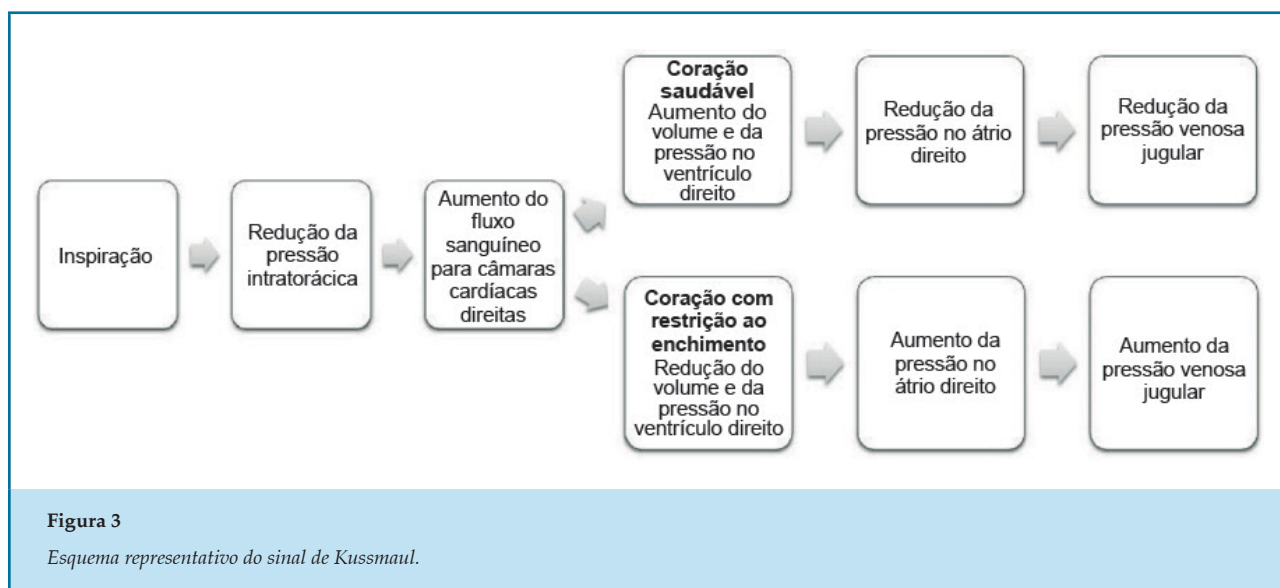 Inspiração
Redução da
pressão
intratorácica
Aumento do
fluxo
sanguíneo
para câmaras
cardíacas
direitas
Coração
saudável
Aumento do
volume e da
pressão no
ventrículo
direito
Redução da
pressão no átrio
direito
Redução da
pressão venosa
jugular
Coração com
restrição ao
enchimento
Redução do
volume e da
pressão no
ventrículo direito
Aumento da
pressão no
átrio direito
Aumento da
pressão venosa
jugular
Figura 3
Esquema representativo do sinal de Kussmaul.